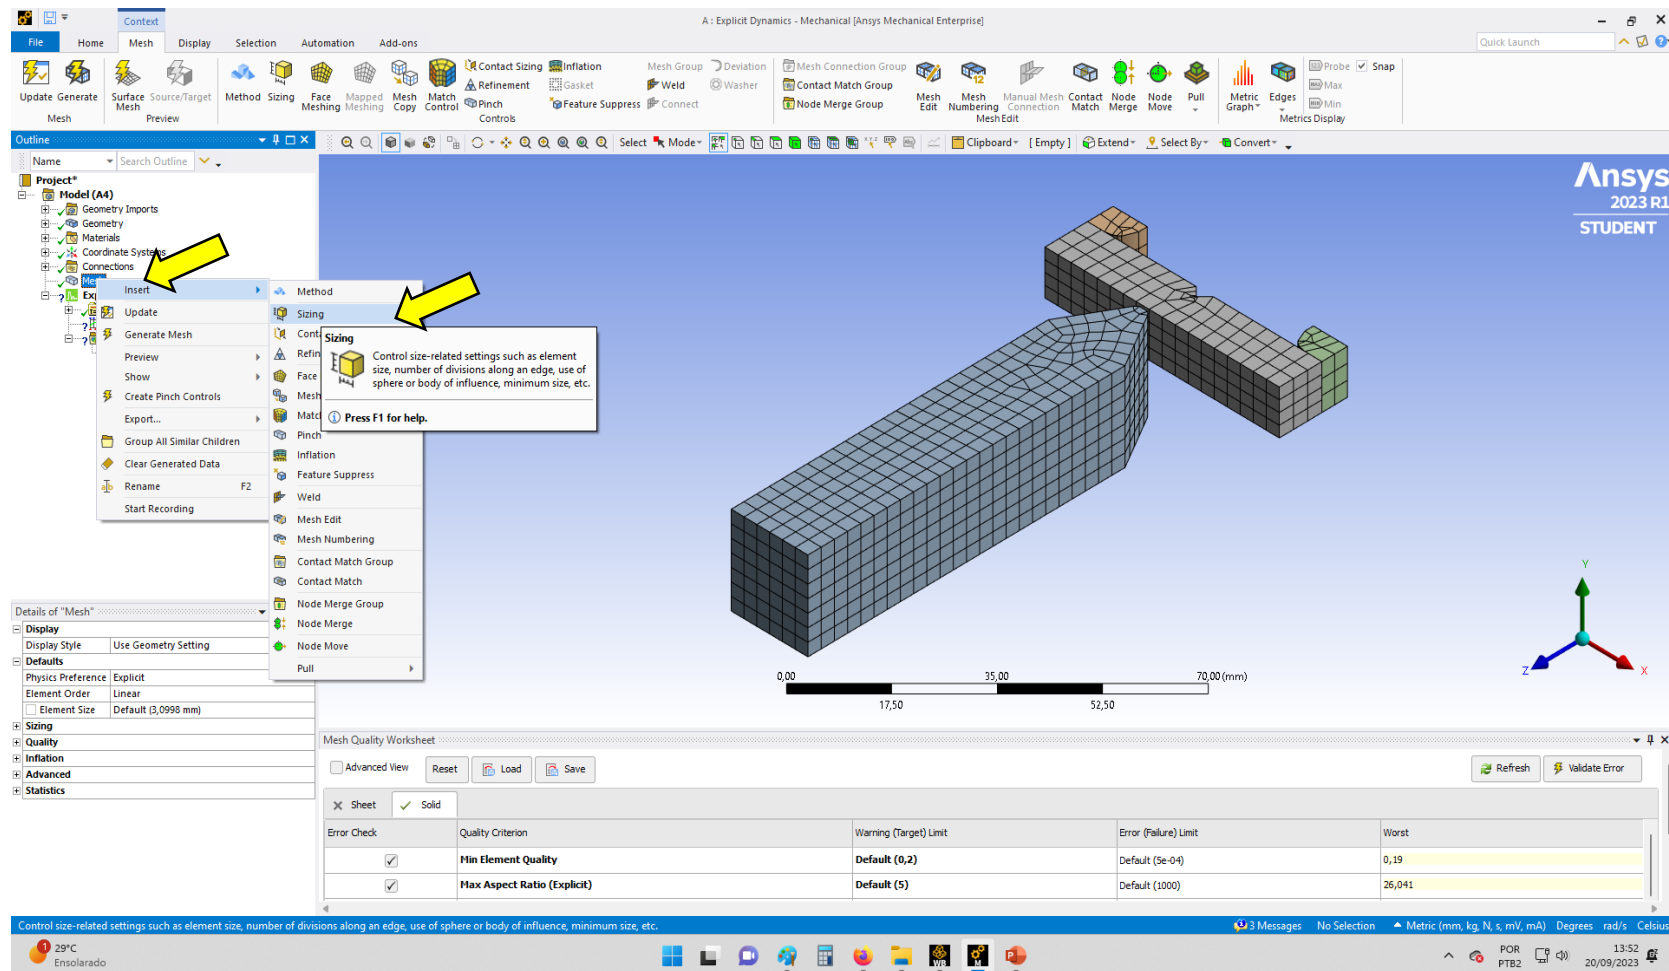 Context
A : Explicit Dynamics - Mechanical [Ansys Mechanical Enterprise]
File Home Mesh Display Selection Automation Add-ons
Quick Launch
Update Generate
Surface Mesh Source/Target
Method Sizing
Face Meshing Mapped Meshing Mesh Copy Match Control
Contact Sizing Inflation
Refinement Gasket
Pinch Feature Suppress
Mesh Group Deviation
Weld Washer
Connect
Mesh Connection Group
Contact Match Group
Node Merge Group
Mesh Edit Mesh Numbering Manual Mesh Connection Contact Match Node Merge Node Move Pull
Metric Graph Edges
Probe Snap
Max
Min
Mesh Preview Controls Mesh Edit Metrics Display
Outline
Select Mode Clipboard [ Empty ] Extend Select By Convert
Name Search Outline
Project*
Model (A4)
Geometry Imports
Geometry
Materials
Coordinate Systems
Connections
Mes
Exp
Insert
Update
Generate Mesh
Preview
Show
Create Pinch Controls
Export...
Group All Similar Children
Clear Generated Data
Rename F2
Start Recording
Method
Sizing
Conta
Refin
Face
Mesh
Matc
Pinch
Inflation
Feature Suppress
Weld
Mesh Edit
Mesh Numbering
Contact Match Group
Contact Match
Node Merge Group
Node Merge
Node Move
Pull
Sizing
Control size-related settings such as element
size, number of divisions along an edge, use of
sphere or body of influence, minimum size, etc.
Press F1 for help.
Ansys
2023 R1
STUDENT
Y
Z X
0,00 35,00 70,00 (mm)
17,50 52,50
Details of "Mesh"
Display
Display Style Use Geometry Setting
Defaults
Physics Preference Explicit
Element Order Linear
Element Size Default (3,0998 mm)
Sizing
Quality
Inflation
Advanced
Statistics
Mesh Quality Worksheet
Advanced View Reset Load Save Refresh Validate Error
Sheet Solid
Error Check Quality Criterion Warning (Target) Limit Error (Failure) Limit Worst
Min Element Quality Default (0,2) Default (5e-04) 0,19
Max Aspect Ratio (Explicit) Default (5) Default (1000) 26,041
Control size-related settings such as element size, number of divisions along an edge, use of sphere or body of influence, minimum size, etc.
3 Messages No Selection Metric (mm, kg, N, s, mV, mA) Degrees rad/s Celsius
1
29°C
Ensolarado
WB
M
POR
PTB2
13:52
20/09/2023